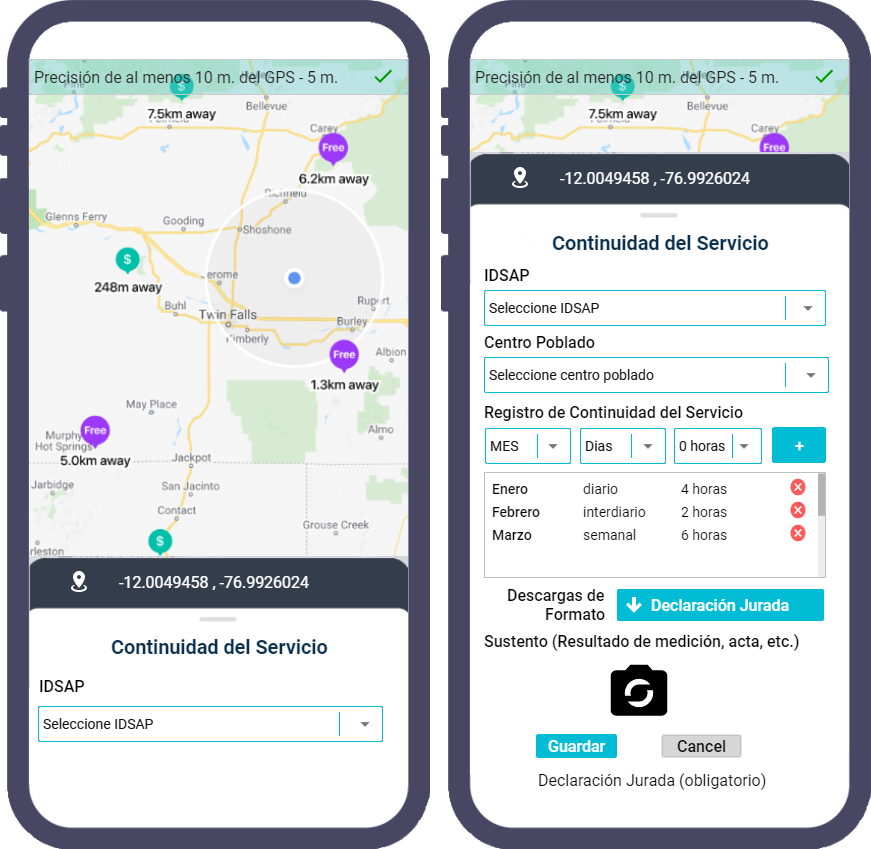 Precisión de al menos 10 m. del GPS - 5 m.
$
7.5km away
Bellevue
Carey
Free
6.2km away
Richfield
Glenns Ferry
Gooding
Shoshone
$
248m away
Jerome
Buhl
Twin Falls
Rupert
Burley
Kimberly
Free
1.3km away
Albion
May Place
Free
Murphy
Hot Springs
5.0km away
Almo
Jackpot
Jarbidge
San Jacinto
Contact
Grouse Creek
$
-12.0049458 , -76.9926024
Continuidad del Servicio
IDSAP
Seleccione IDSAP
Precisión de al menos 10 m. del GPS - 5 m.
$
7.5km away
Bellevue
Carey
Free
-12.0049458 , -76.9926024
Continuidad del Servicio
IDSAP
Seleccione IDSAP
Centro Poblado
Seleccione centro poblado
Registro de Continuidad del Servicio
MES Dias 0 horas +
Enero diario 4 horas
Febrero interdiario 2 horas
Marzo semanal 6 horas
Descargas de
Formato
Declaración Jurada
Sustento (Resultado de medición, acta, etc.)
Guardar Cancel
Declaración Jurada (obligatorio)